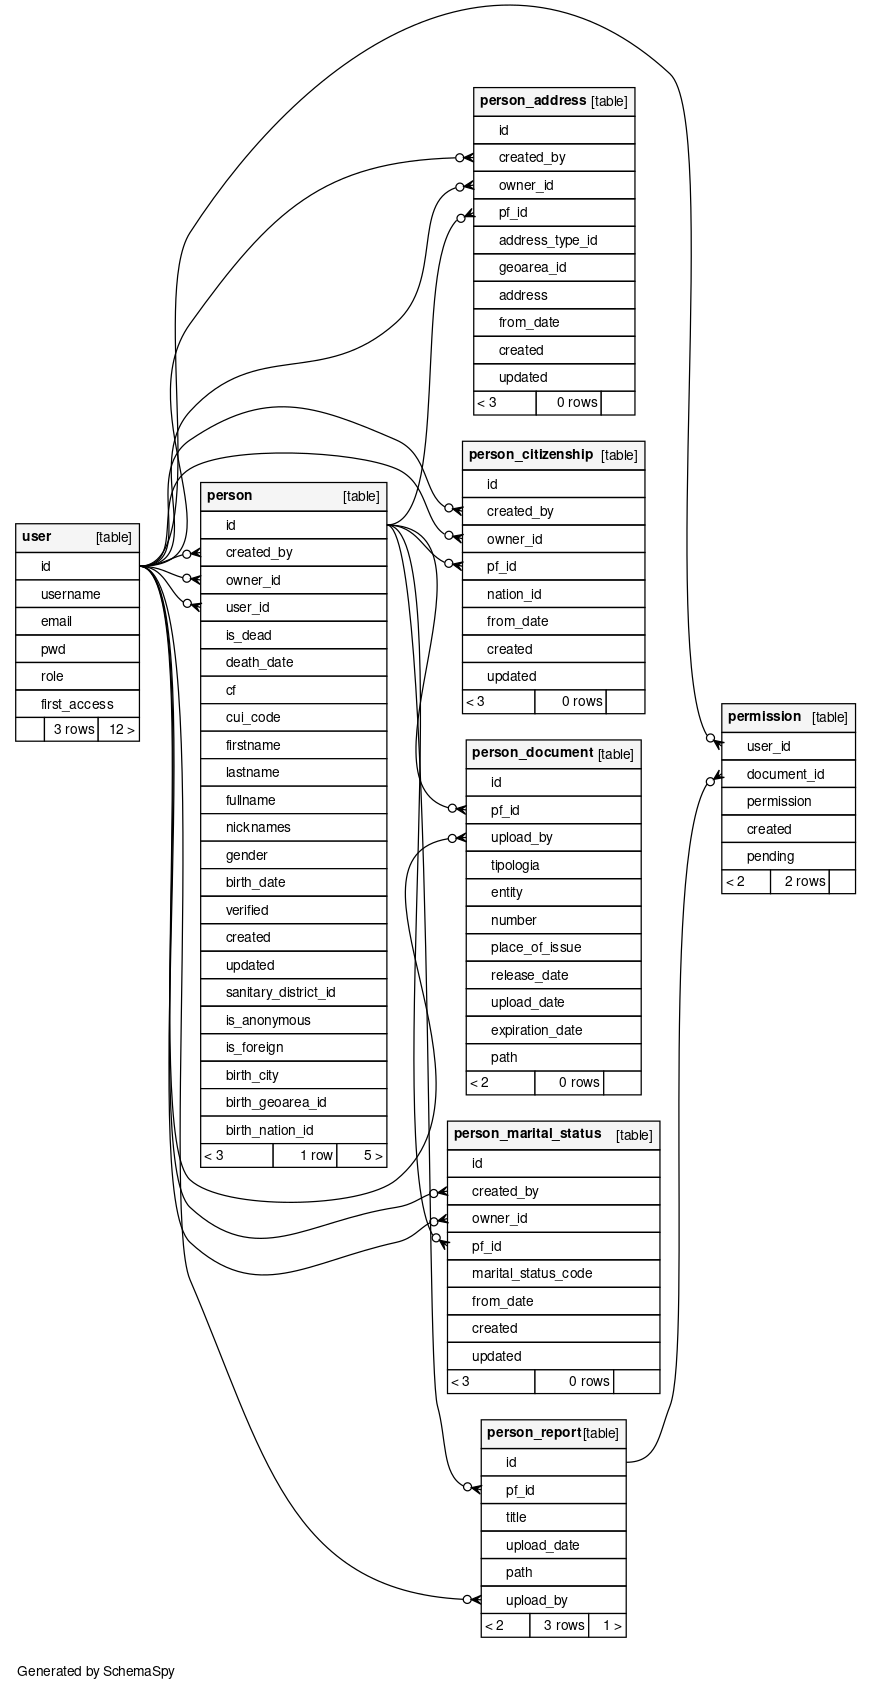 person_address [table]
id
created_by
owner_id
pf_id
address_type_id
geoarea_id
address
from_date
created
updated
< 3 0 rows
person_citizenship [table]
id
created_by
owner_id
pf_id
nation_id
from_date
created
updated
< 3 0 rows
person [table]
id
created_by
owner_id
user_id
is_dead
death_date
cf
cui_code
firstname
lastname
fullname
nicknames
gender
birth_date
verified
created
updated
sanitary_district_id
is_anonymous
is_foreign
birth_city
birth_geoarea_id
birth_nation_id
< 3 1 row 5 >
user [table]
id
username
email
pwd
role
first_access
3 rows 12 >
permission [table]
user_id
document_id
permission
created
pending
< 2 2 rows
person_document [table]
id
pf_id
upload_by
tipologia
entity
number
place_of_issue
release_date
upload_date
expiration_date
path
< 2 0 rows
person_marital_status [table]
id
created_by
owner_id
pf_id
marital_status_code
from_date
created
updated
< 3 0 rows
person_report [table]
id
pf_id
title
upload_date
path
upload_by
< 2 3 rows 1 >
Generated by SchemaSpy